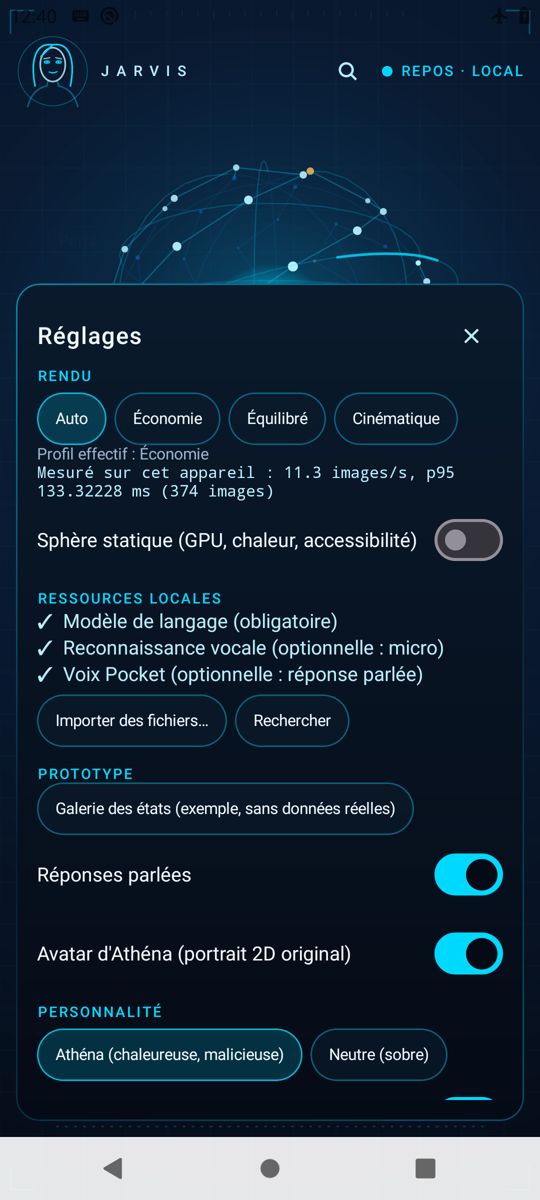 12:40
JARVIS
REPOS · LOCAL
Réglages
RENDU
Auto
Économie
Équilibré
Cinématique
Profil effectif : Économie
Mesuré sur cet appareil : 11.3 images/s, p95
133.32228 ms (374 images)
Sphère statique (GPU, chaleur, accessibilité)
RESSOURCES LOCALES
✓ Modèle de langage (obligatoire)
✓ Reconnaissance vocale (optionnelle : micro)
✓ Voix Pocket (optionnelle : réponse parlée)
Importer des fichiers…
Rechercher
PROTOTYPE
Galerie des états (exemple, sans données réelles)
Réponses parlées
Avatar d'Athéna (portrait 2D original)
PERSONNALITÉ
Athéna (chaleureuse, malicieuse)
Neutre (sobre)